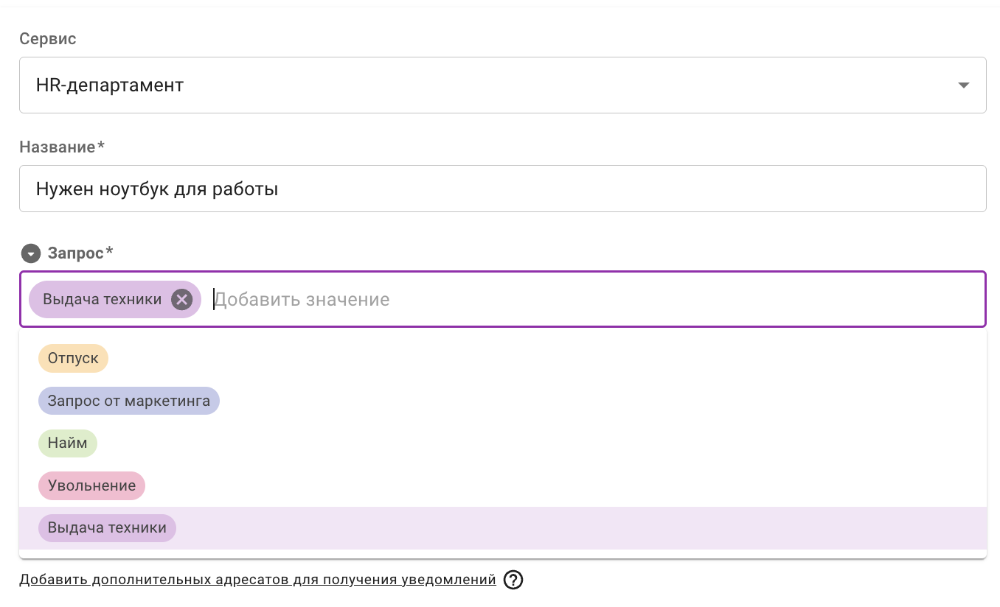 Сервис
HR-департамент
Название*
Нужен ноутбук для работы
Запрос*
Выдача техники Добавить значение
Отпуск
Запрос от маркетинга
Найм
Увольнение
Выдача техники
Добавить дополнительных адресатов для получения уведомлений ?